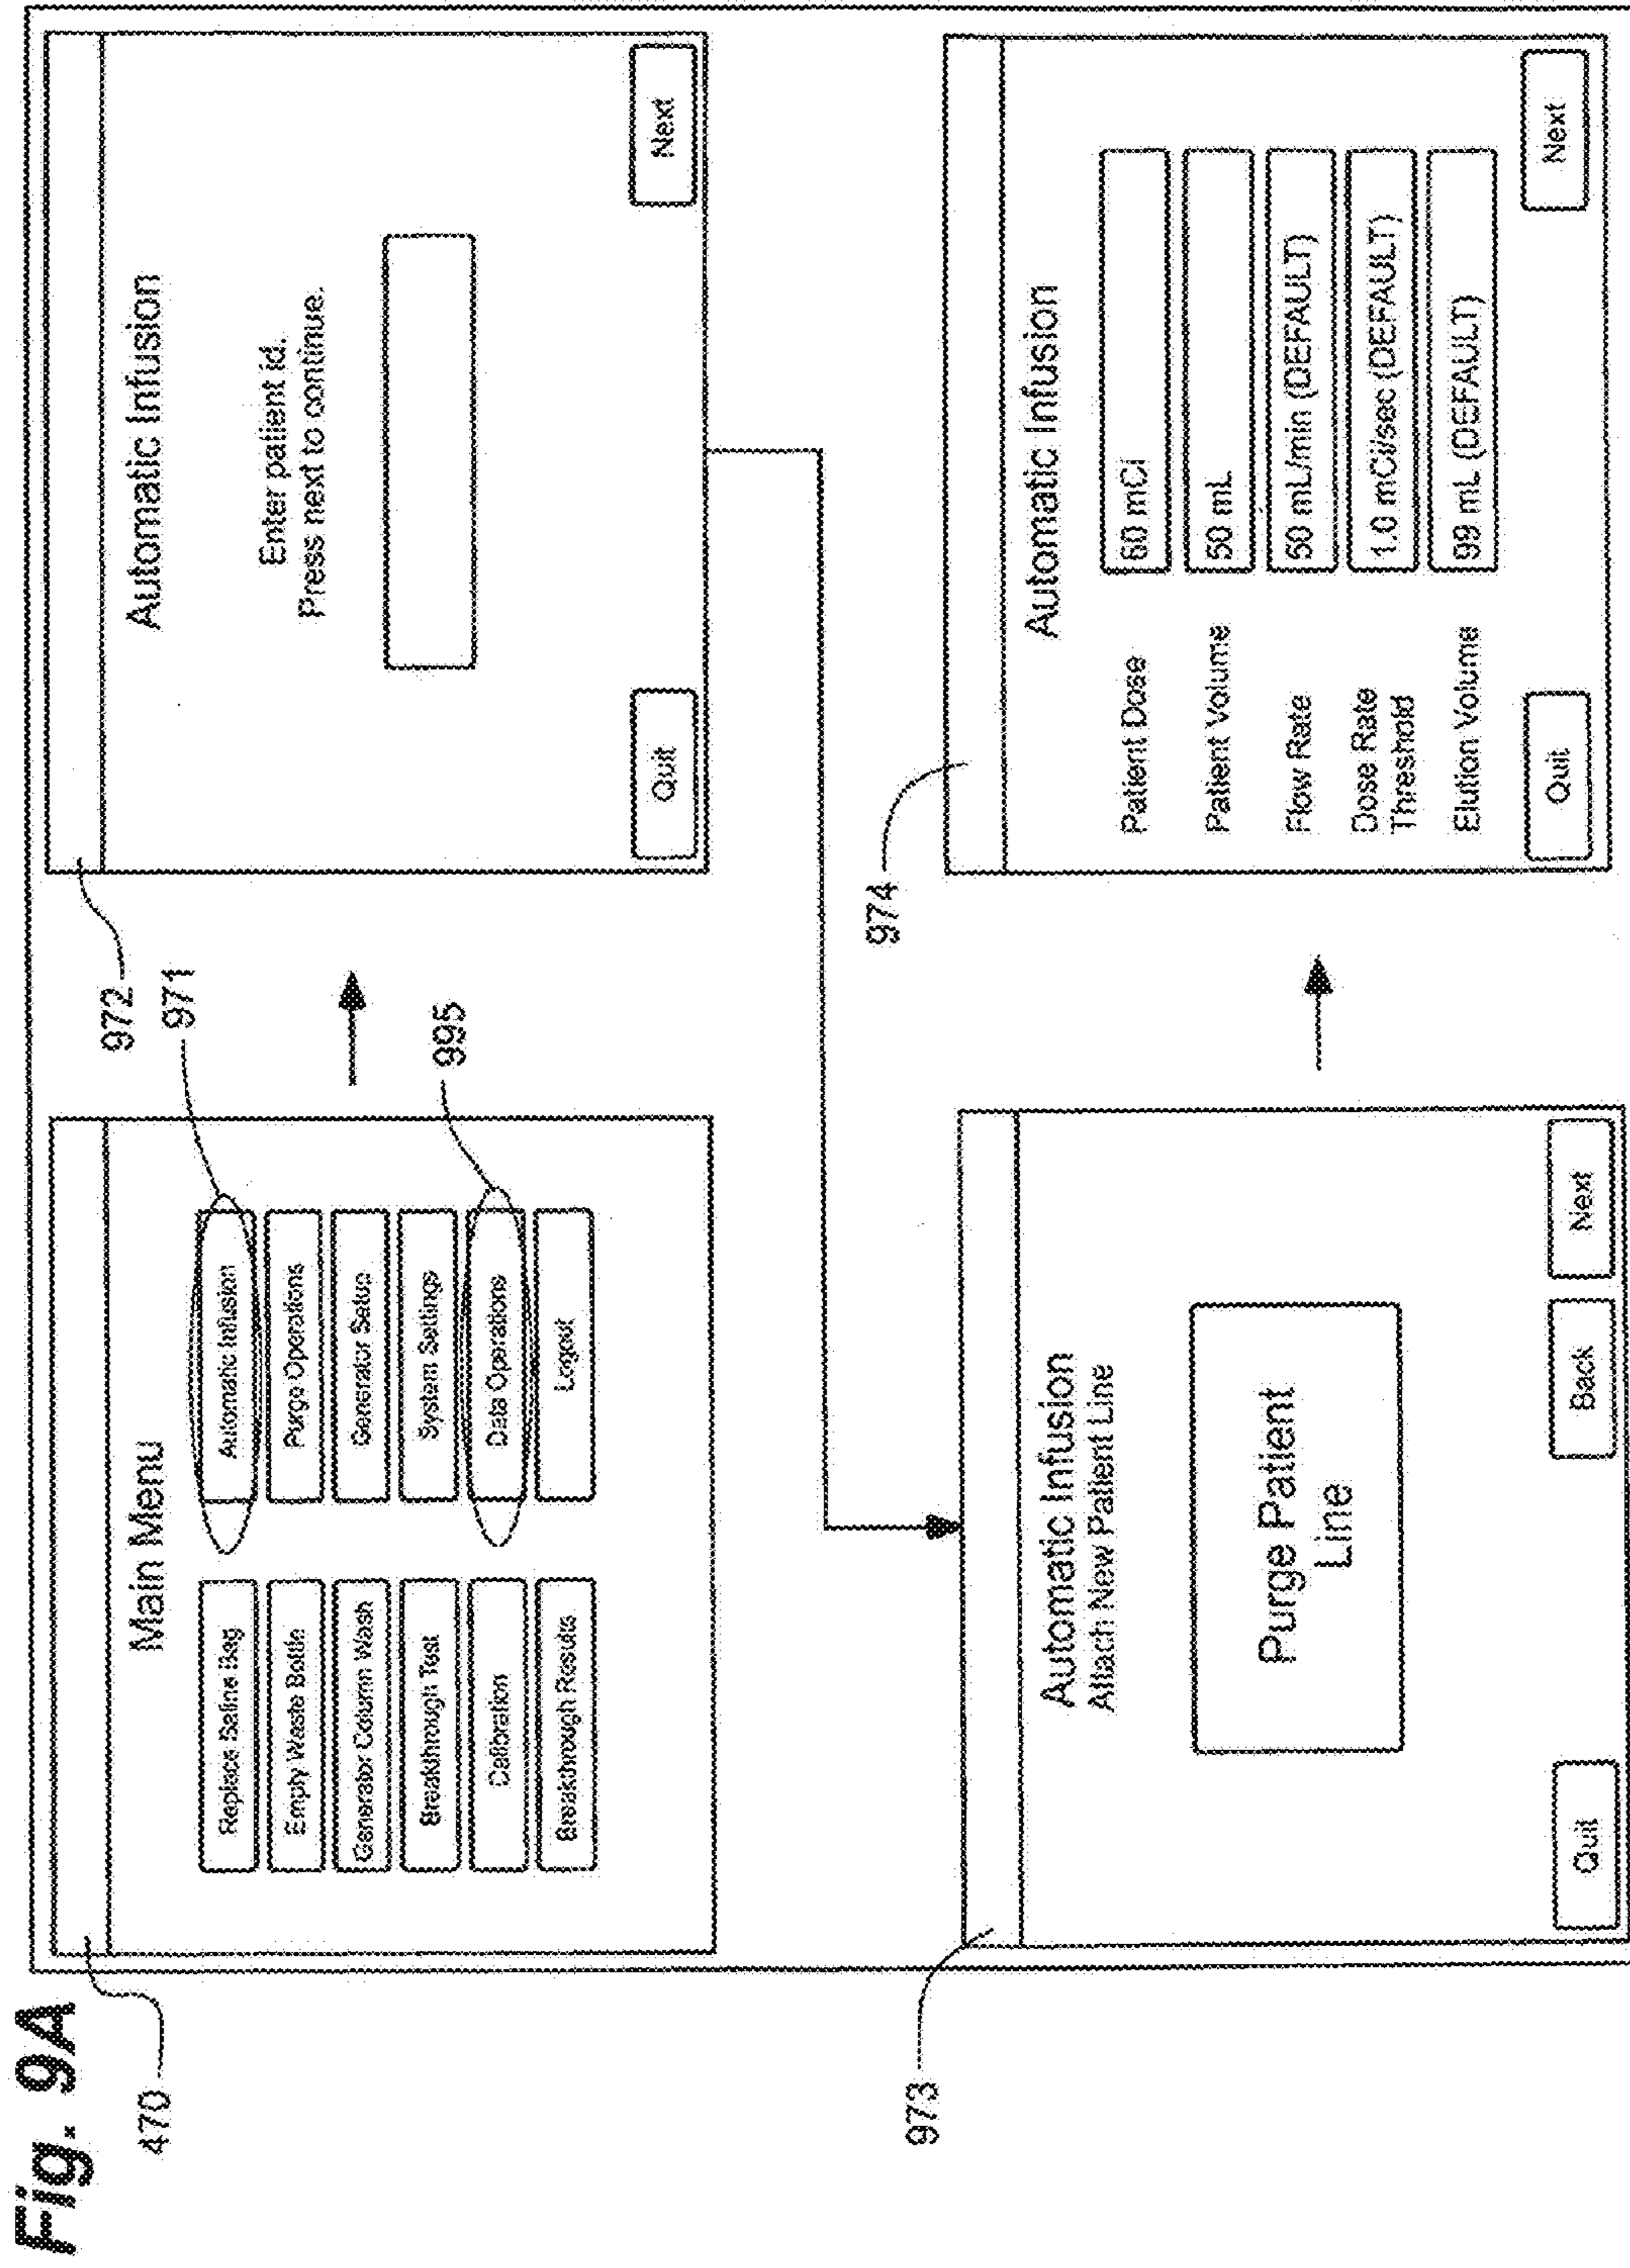 Fig. 9A
470
Main Menu
Replace Saline Bag
Automatic Infusion
Empty Waste Bottle
Purge Operations
Generator Column Wash
Generator Setup
Breakthrough Test
System Settings
Calibration
Data Operations
Breakthrough Results
Logout
971
995
972
Automatic Infusion
Enter patient id.
Press next to continue.
Quit
Next
973
Automatic Infusion
Attach New Patient Line
Purge Patient
Line
Quit
Back
Next
974
Automatic Infusion
Patient Dose
60 mCi
Patient Volume
50 mL
Flow Rate
50 mL/min (DEFAULT)
Dose Rate
Threshold
1.0 mCi/sec (DEFAULT)
Elution Volume
99 mL (DEFAULT)
Quit
Next